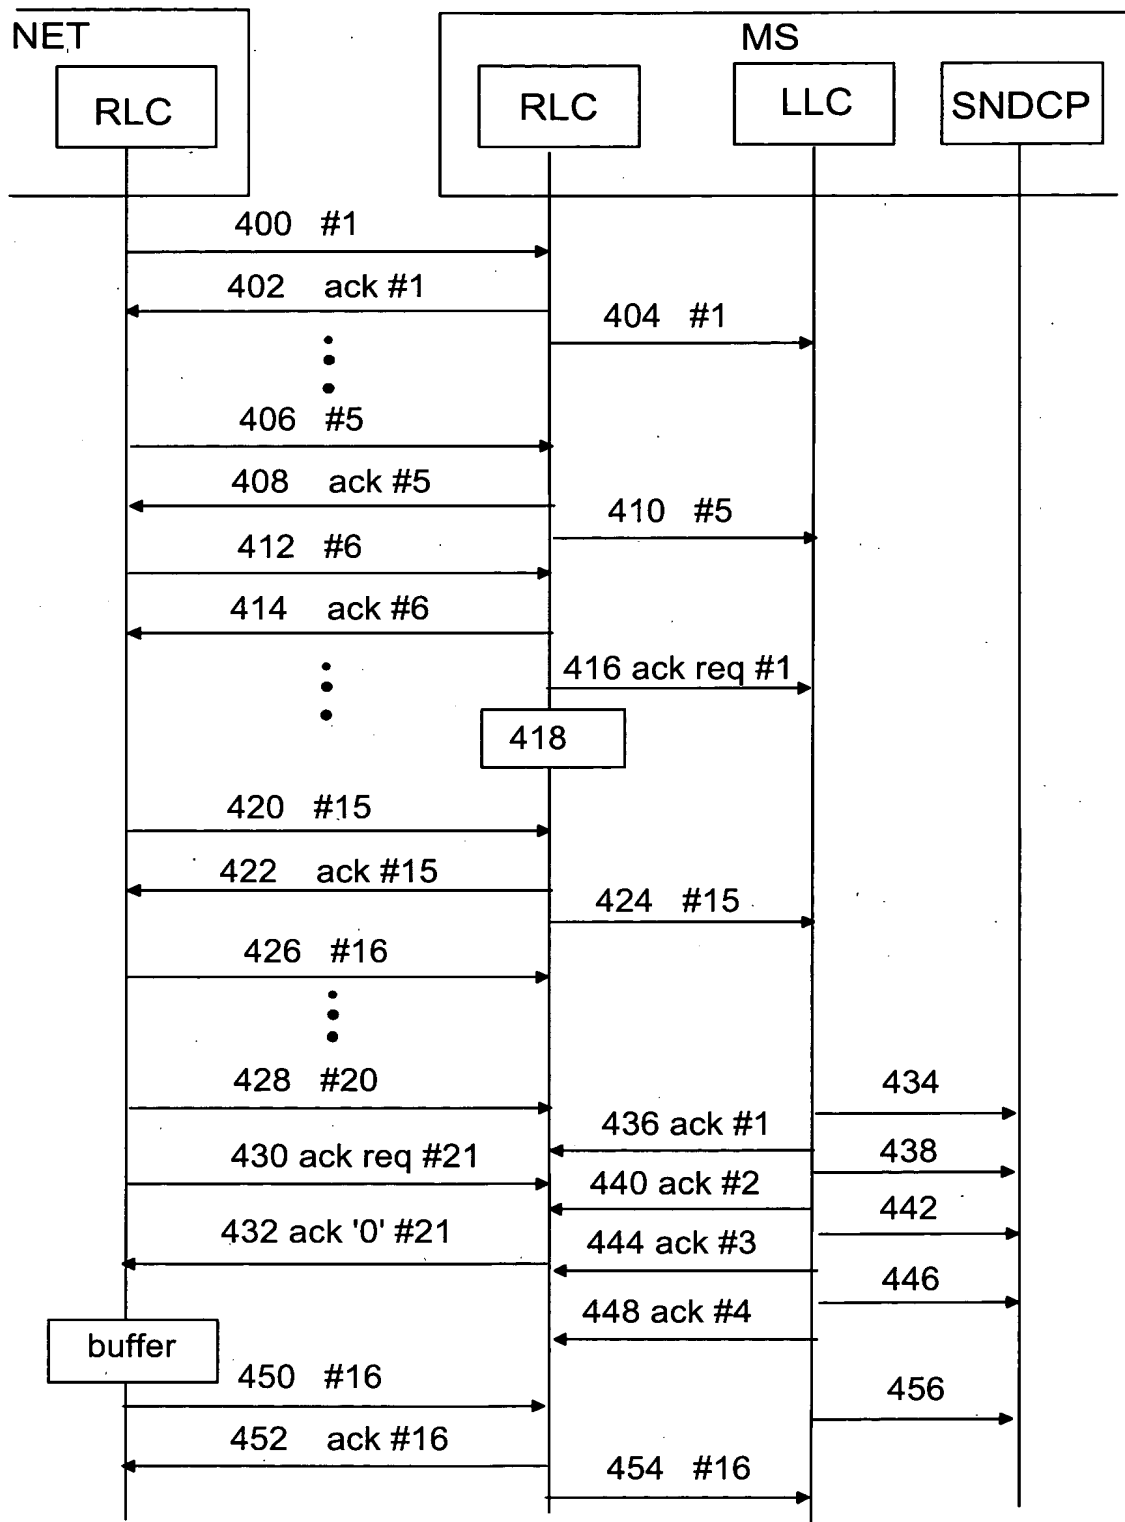 NET
MS
RLC
RLC
LLC
SNDCP
400 #1
402 ack #1
404 #1
406 #5
408 ack #5
410 #5
412 #6
414 ack #6
416 ack req #1
418
420 #15
422 ack #15
424 #15
426 #16
428 #20
434
436 ack #1
430 ack req #21
438
440 ack #2
442
432 ack '0' #21
444 ack #3
446
448 ack #4
buffer
450 #16
456
452 ack #16
454 #16